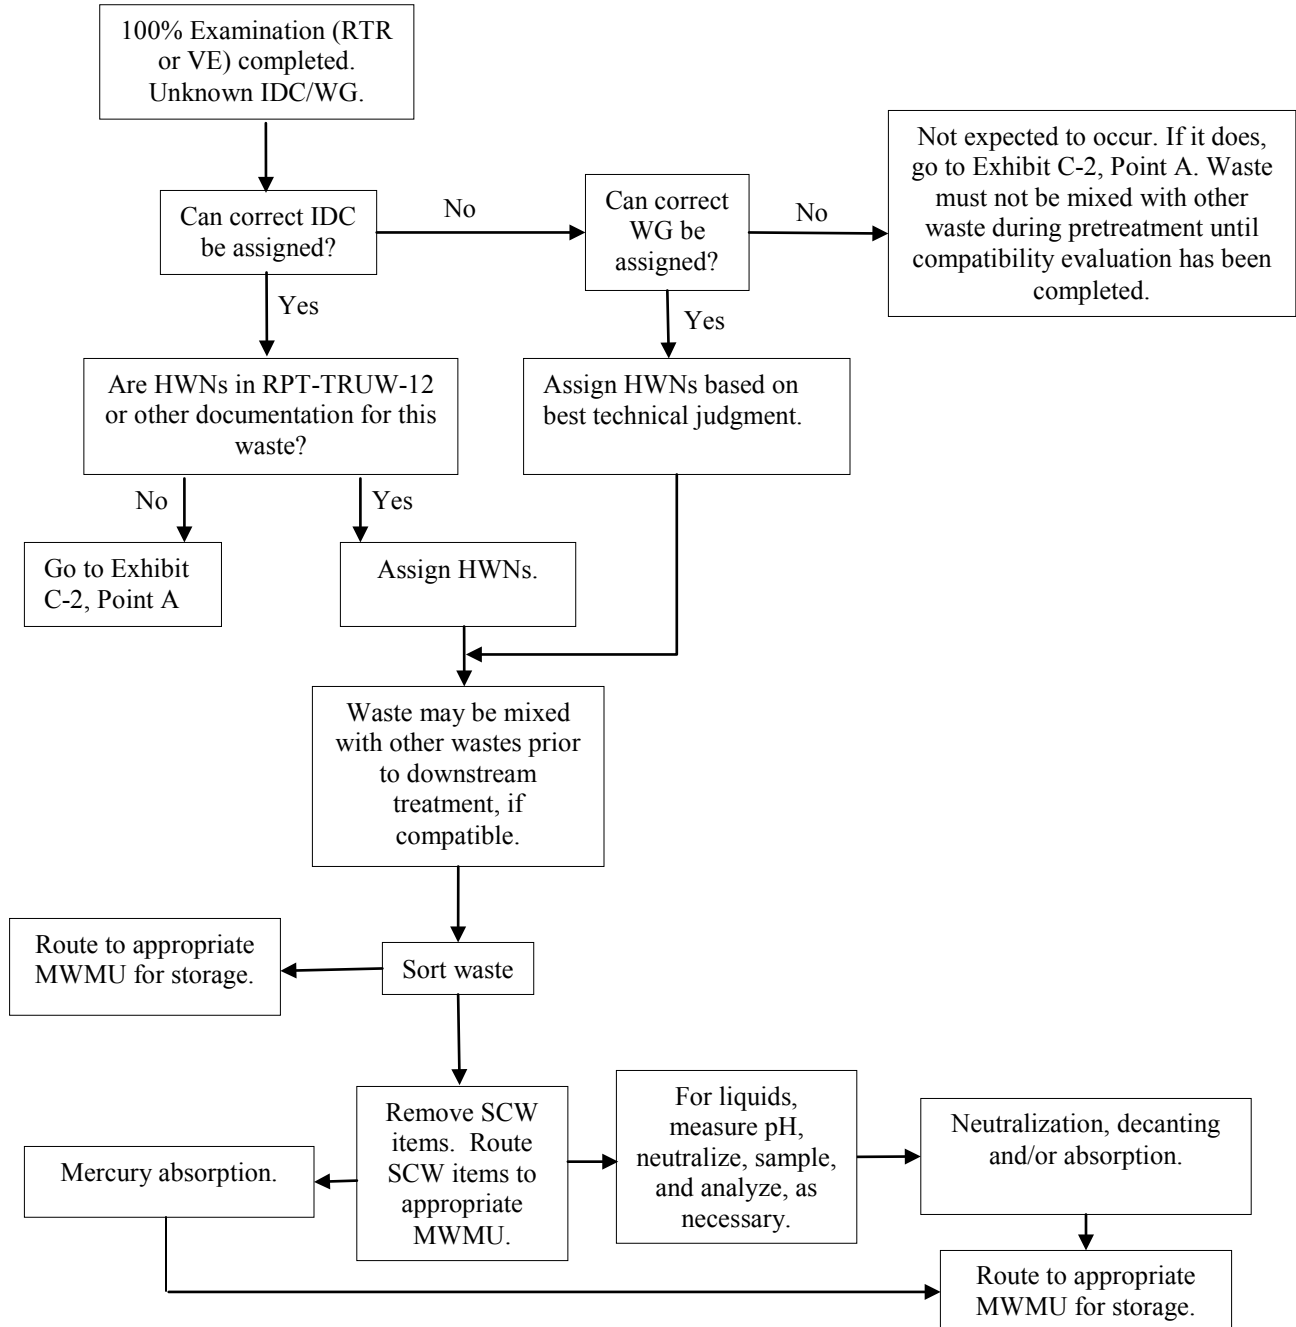 100% Examination (RTR
or VE) completed.
Unknown IDC/WG.
Can correct IDC
be assigned?
No
Can correct
WG be
assigned?
No
Not expected to occur. If it does,
go to Exhibit C-2, Point A. Waste
must not be mixed with other
waste during pretreatment until
compatibility evaluation has been
completed.
Yes
Yes
Are HWNs in RPT-TRUW-12
or other documentation for this
waste?
Assign HWNs based on
best technical judgment.
No
Yes
Go to Exhibit
C-2, Point A
Assign HWNs.
Waste may be mixed
with other wastes prior
to downstream
treatment, if
compatible.
Route to appropriate
MWMU for storage.
Sort waste
Remove SCW
items.  Route
SCW items to
appropriate
MWMU.
For liquids,
measure pH,
neutralize, sample,
and analyze, as
necessary.
Neutralization, decanting
and/or absorption.
Mercury absorption.
Route to appropriate
MWMU for storage.